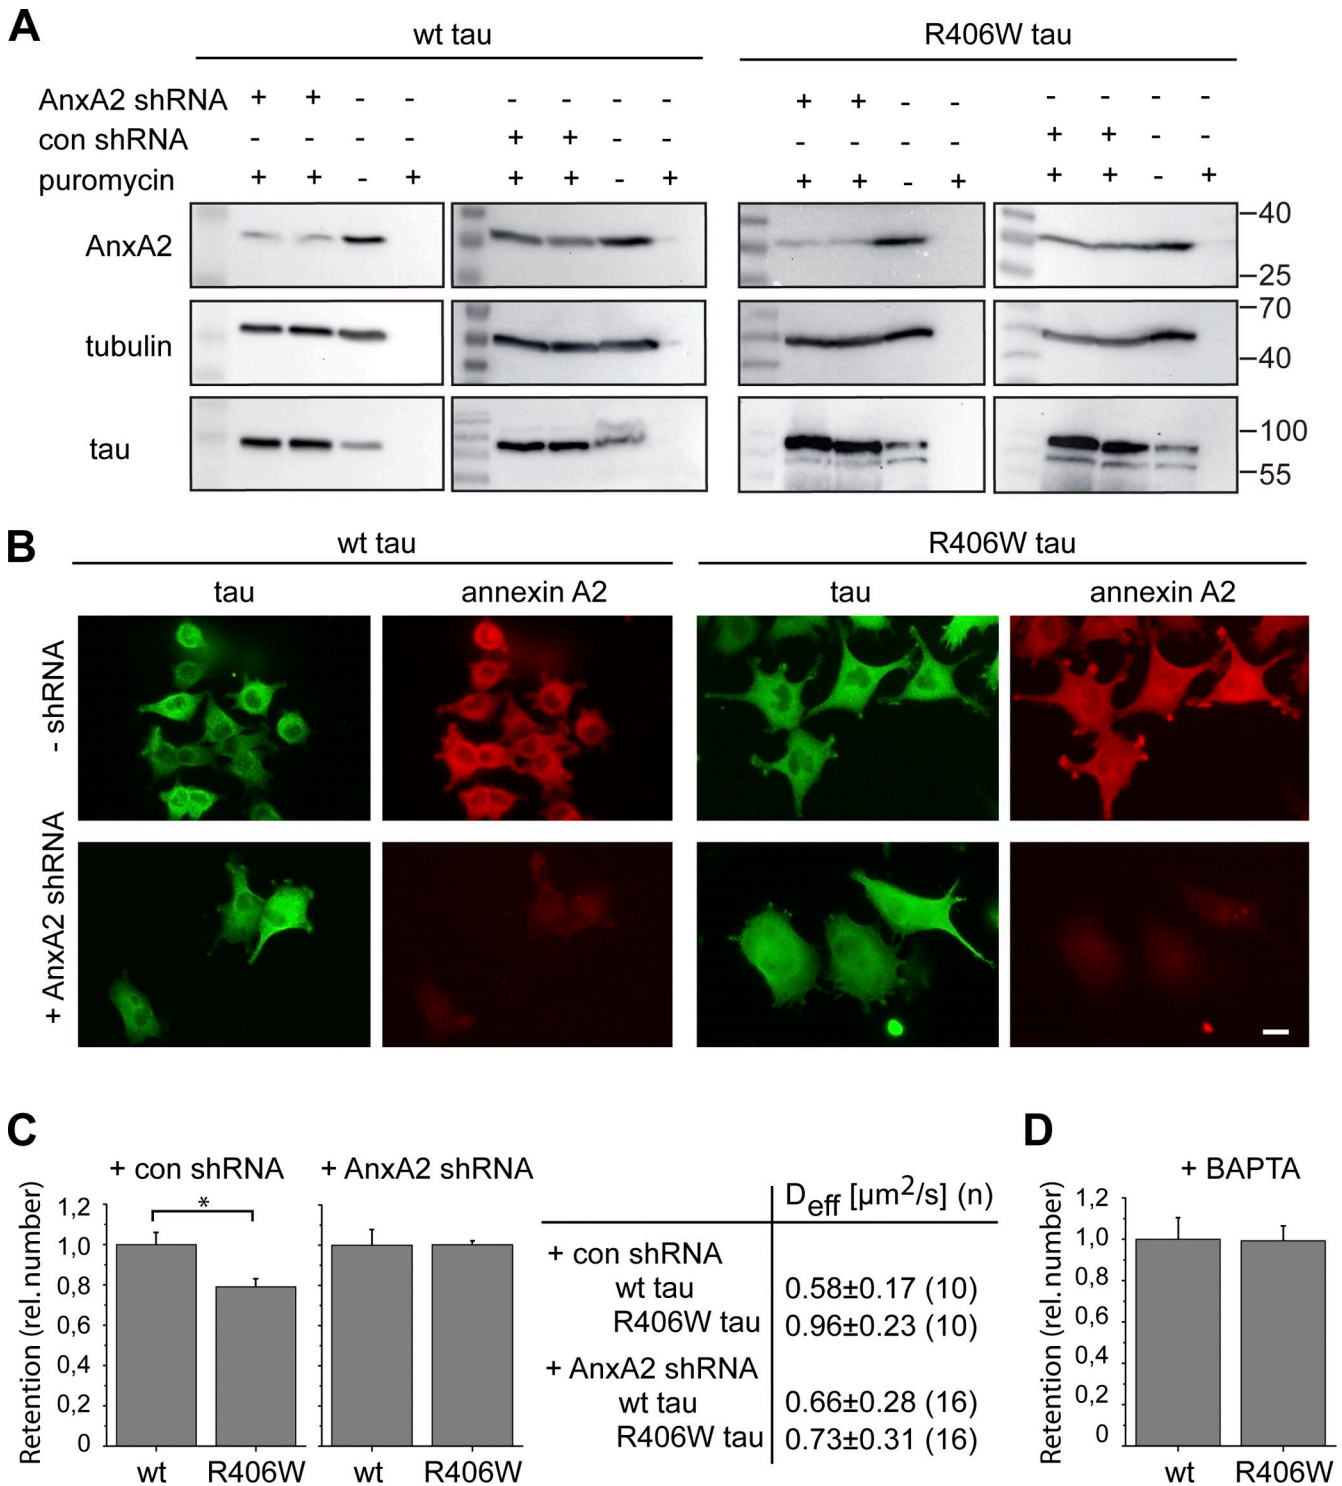 A
wt tau
R406W tau
AnxA2 shRNA + + - - - - - - + + - - - - - -
con shRNA - - - - + + - - - - - - + + - -
puromycin + + - + + + - + + + - + + + - +
AnxA2
40
25
tubulin
70
40
tau
100
55
B
wt tau
R406W tau
tau
annexin A2
tau
annexin A2
- shRNA
+ AnxA2 shRNA
C
+ con shRNA
+ AnxA2 shRNA
Retention (rel. number)
1,2
1,0
0,8
0,6
0,4
0,2
0
*
wt
R406W
wt
R406W
Deff [µm²/s] (n)
+ con shRNA
wt tau 0.58±0.17 (10)
R406W tau 0.96±0.23 (10)
+ AnxA2 shRNA
wt tau 0.66±0.28 (16)
R406W tau 0.73±0.31 (16)
D
+ BAPTA
Retention (rel. number)
1,2
1,0
0,8
0,6
0,4
0,2
0
wt
R406W